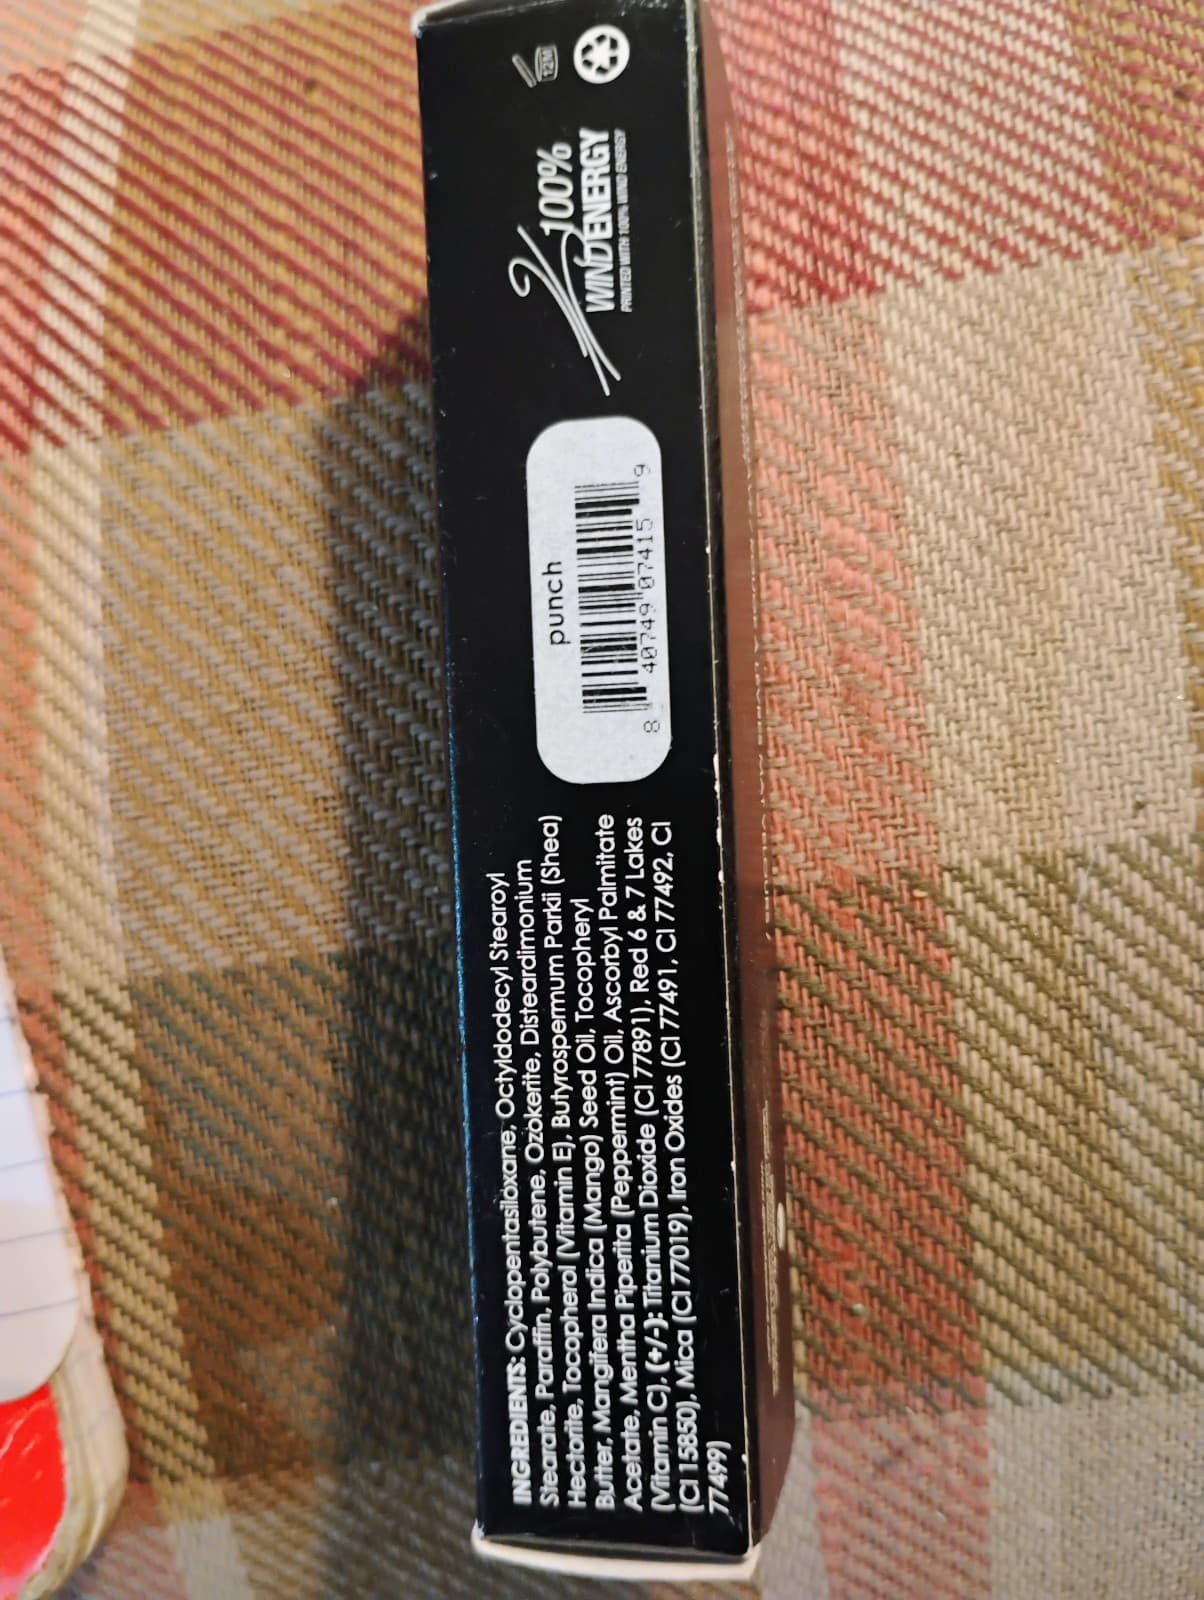 INGREDIENTS: Cyclopentasiloxane, Octyldodecyl Stearoyl
Stearate, Paraffin, Polybutene, Ozokerite, Disteardimonium
Hectorite, Tocopherol (Vitamin E), Butyrospermum Parkii (Shea)
Butter, Mangifera Indica (Mango) Seed Oil, Tocopheryl
Acetate, Mentha Piperita (Peppermint) Oil, Ascorbyl Palmitate
(Vitamin C). (+/-): Titanium Dioxide (CI 77891), Red 6 & 7 Lakes
(CI 15850), Mica (CI 77019), Iron Oxides (CI 77491, CI 77492, CI
77499)
punch
8 40749 07415 9
100%
WINDENERGY
PRINTED WITH 100% WIND ENERGY
12M